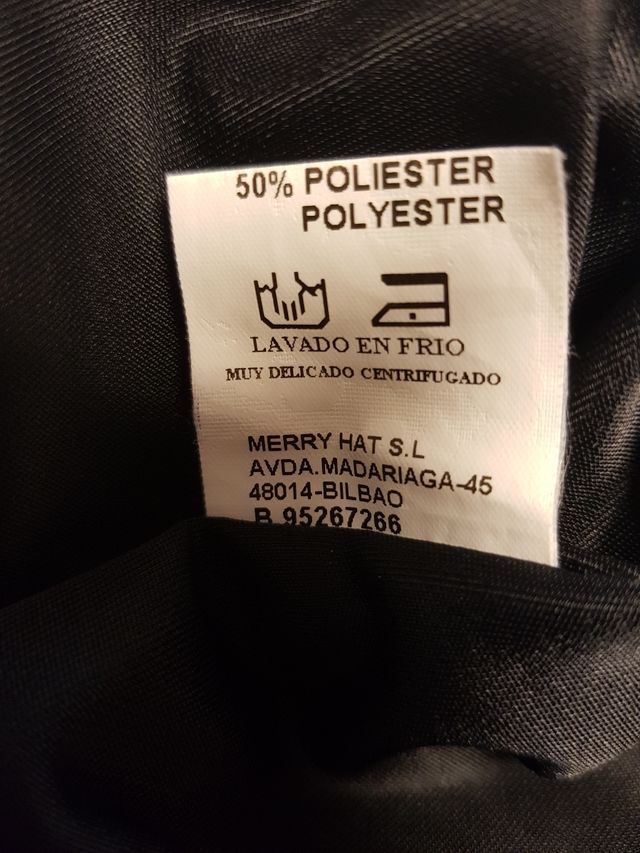 50% POLIESTER
POLYESTER
LAVADO EN FRIO
MUY DELICADO CENTRIFUGADO
MERRY HAT S.L
AVDA.MADARIAGA-45
48014-BILBAO
B 95267266